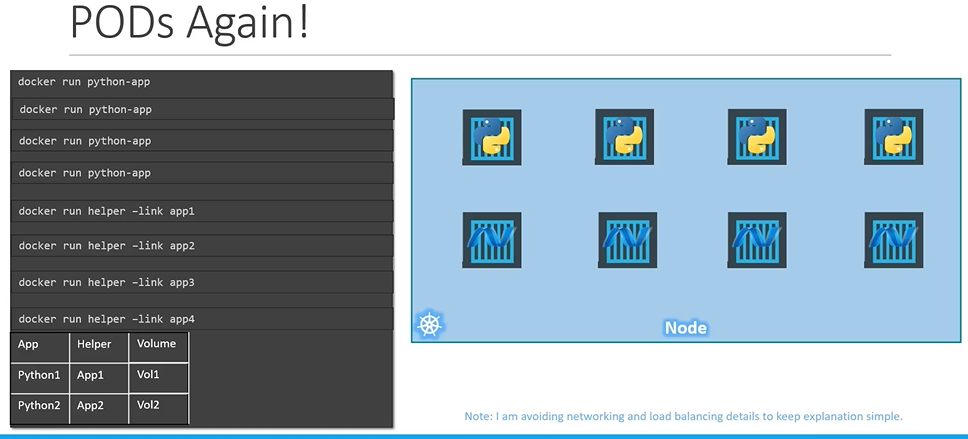 PODs Again!
docker run python-app
docker run python-app
docker run python-app
docker run python-app
docker run helper –link app1
docker run helper –link app2
docker run helper –link app3
docker run helper –link app4
App Helper Volume
Python1 App1 Vol1
Python2 App2 Vol2
Node
Note: I am avoiding networking and load balancing details to keep explanation simple.